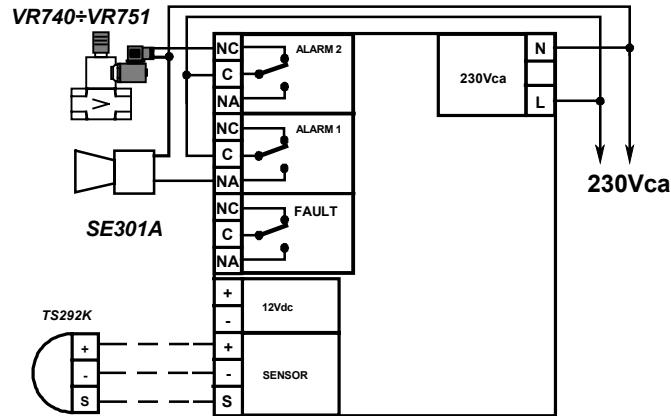 VR740÷VR751
NC
ALARM 2
C
NA
NC
ALARM 1
C
NA
NC
FAULT
C
NA
+
12Vdc
-
+
-
SENSOR
S
230Vca
N
L
230Vca
SE301A
TS292K
+
-
S